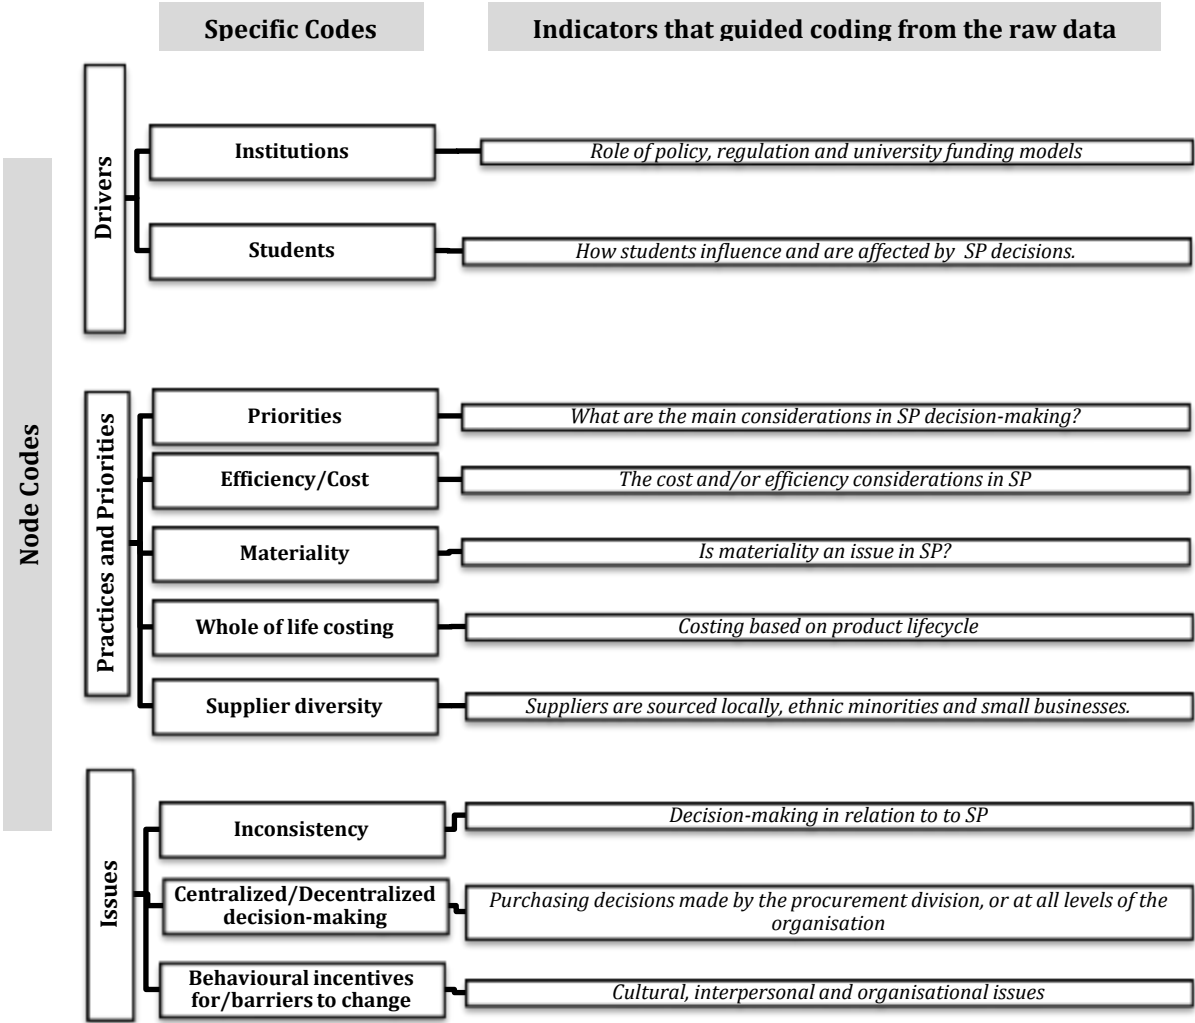 Specific Codes
Indicators that guided coding from the raw data
Node Codes
Drivers
Institutions
Role of policy, regulation and university funding models
Students
How students influence and are affected by  SP decisions.
Practices and Priorities
Priorities
What are the main considerations in SP decision-making?
Efficiency/Cost
The cost and/or efficiency considerations in SP
Materiality
Is materiality an issue in SP?
Whole of life costing
Costing based on product lifecycle
Supplier diversity
Suppliers are sourced locally, ethnic minorities and small businesses.
Issues
Inconsistency
Decision-making in relation to to SP
Centralized/Decentralized
decision-making
Purchasing decisions made by the procurement division, or at all levels of the
organisation
Behavioural incentives
for/barriers to change
Cultural, interpersonal and organisational issues